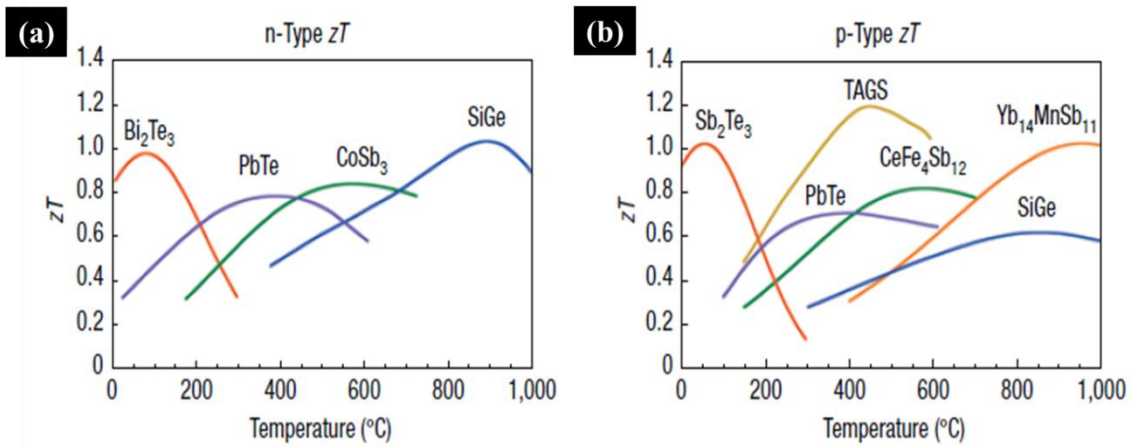 (a)
n-Type zT
1.4
1.2
1.0
0.8
0.6
0.4
0.2
0
zT
Bi₂Te₃
PbTe
CoSb₃
SiGe
0 200 400 600 800 1,000
Temperature (°C)
(b)
p-Type zT
1.4
1.2
1.0
0.8
0.6
0.4
0.2
0
zT
Sb₂Te₃
TAGS
PbTe
CeFe₄Sb₁₂
Yb₁₄MnSb₁₁
SiGe
0 200 400 600 800 1,000
Temperature (°C)